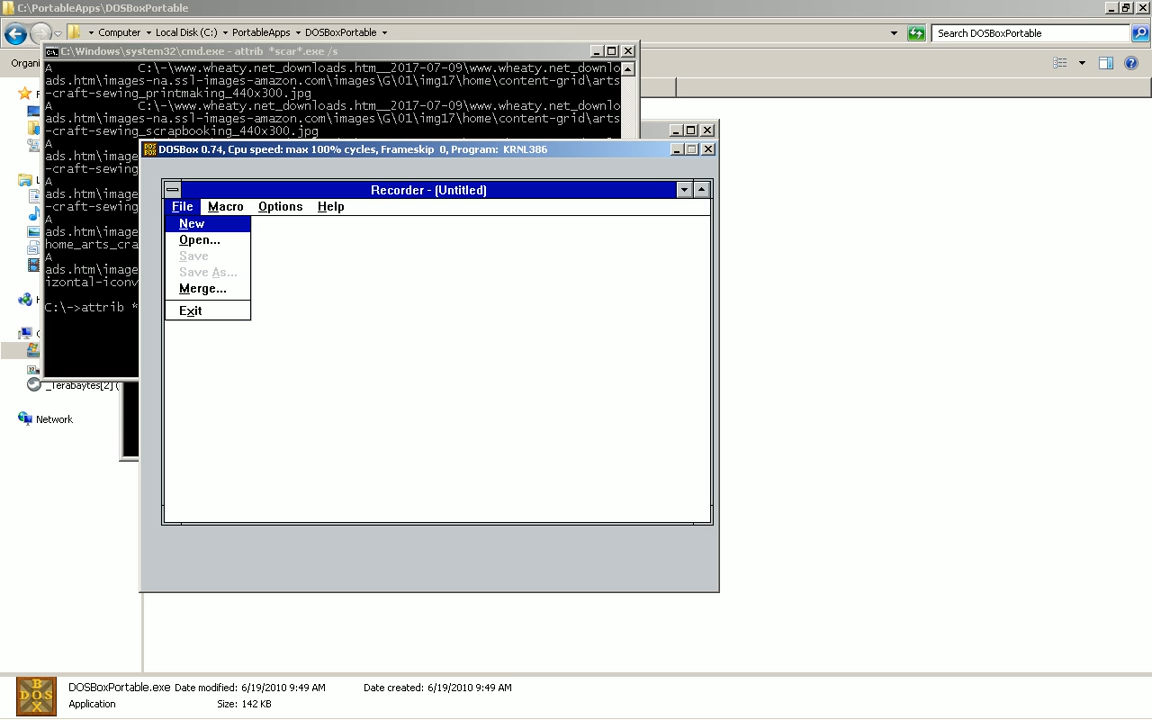 C:\PortableApps\DOSBoxPortable
Computer Local Disk (C:) PortableApps DOSBoxPortable
Search DOSBoxPortable
Organi
C:\Windows\system32\cmd.exe - attrib *scar*.exe /s
A C:\-\www.wheaty.net_downloads.htm__2017-07-09\www.wheaty.net_downlo
ads.htm\images-na.ssl-images-amazon.com\images\G\01\img17\home\content-grid\arts
-craft-sewing_printmaking_440x300.jpg
A C:\-\www.wheaty.net_downloads.htm__2017-07-09\www.wheaty.net_downlo
ads.htm\images-na.ssl-images-amazon.com\images\G\01\img17\home\content-grid\arts
-craft-sewing_scrapbooking_440x300.jpg
A
ads.htm\image
-craft-sewing
A
ads.htm\image
-craft-sewing
A
ads.htm\image
home_arts_cra
A
ads.htm\image
izontal-iconv
C:\->attrib *
DOSBox 0.74, Cpu speed: max 100% cycles, Frameskip 0, Program: KRNL386
Recorder - (Untitled)
File Macro Options Help
New
Open...
Save
Save As...
Merge...
Exit
_Terabaytes[2] (
Network
DOSBoxPortable.exe Date modified: 6/19/2010 9:49 AM Date created: 6/19/2010 9:49 AM
Application Size: 142 KB